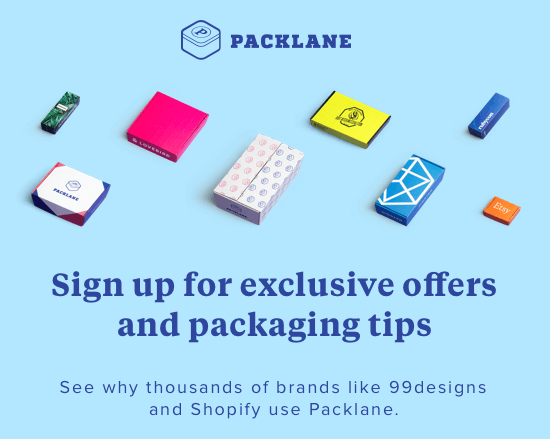 P
PACKLANE
LOVEBIRD
PACKLANE
Etsy
Sign up for exclusive offers
and packaging tips
See why thousands of brands like 99designs
and Shopify use Packlane.